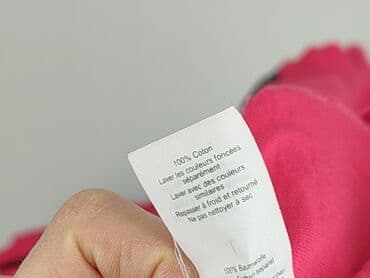 100% Coton
Laver les couleurs foncées
séparément
Laver avec des couleurs
similaires
Repasser à froid et retourné
Ne pas nettoyer à sec
100% Baumwolle
separat